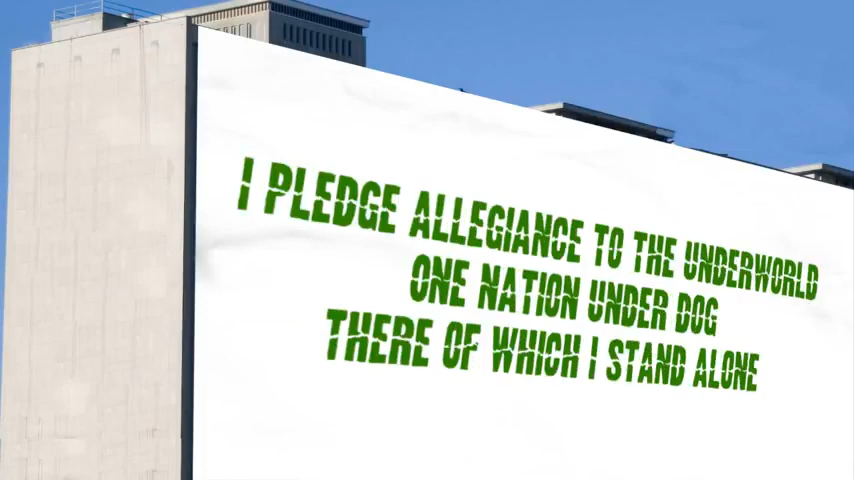 I PLEDGE ALLEGIANCE TO THE UNDERWORLD
ONE NATION UNDER DOG
THERE OF WHICH I STAND ALONE